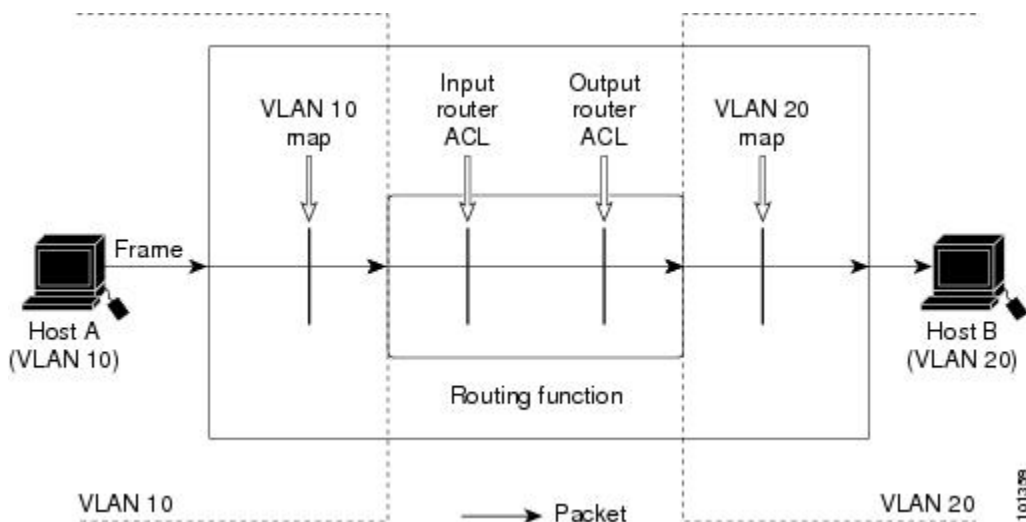 VLAN 10
map
Input
router
ACL
Output
router
ACL
VLAN 20
map
Frame
Host A
(VLAN 10)
Host B
(VLAN 20)
Routing function
VLAN 10
Packet
VLAN 20
101358